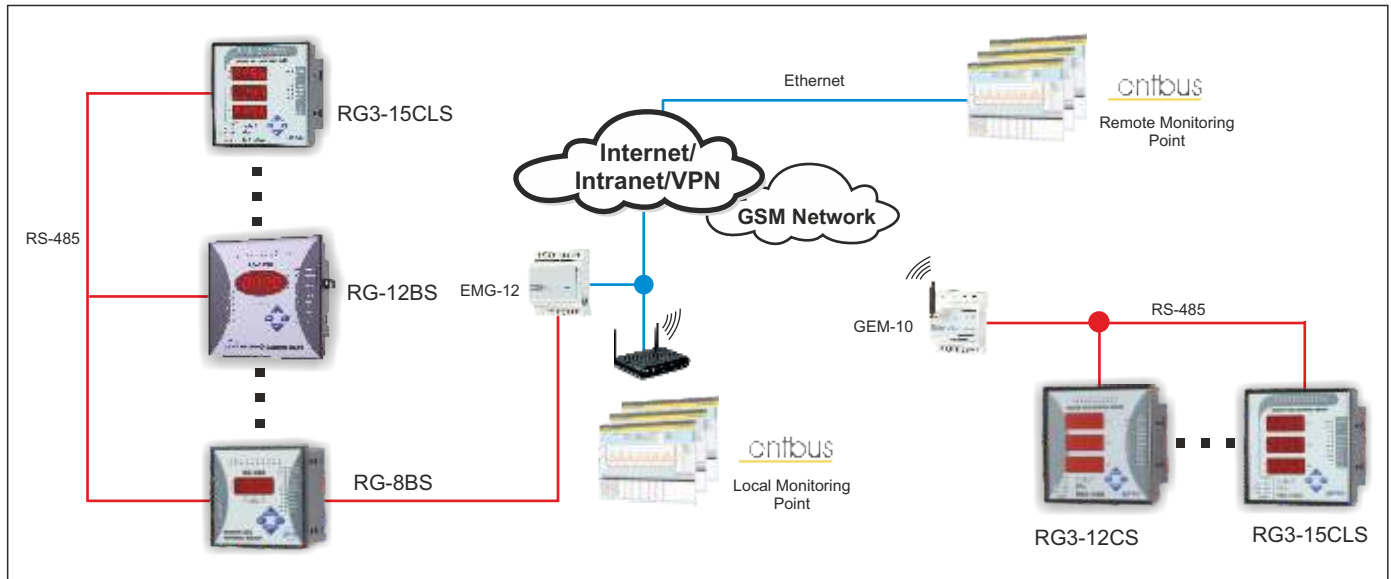 RG3-15CLS
RS-485
RG-12BS
RG-8BS
EMG-12
Internet/
Intranet/VPN
GSM Network
Ethernet
entbus
Remote Monitoring
Point
entbus
Local Monitoring
Point
GEM-10
RS-485
RG3-12CS
RG3-15CLS